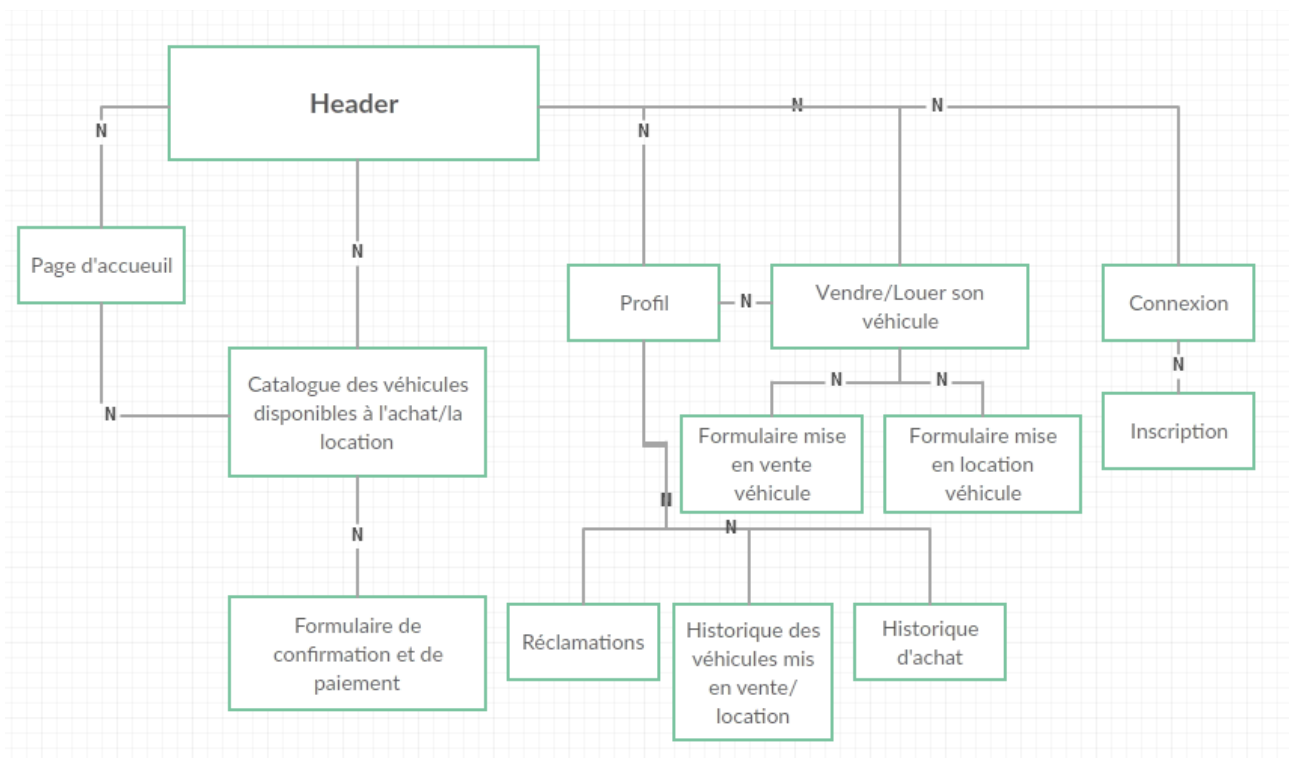 Header
N
N
N
N
N
Page d'accueuil
Profil
N
Vendre/Louer son
véhicule
Connexion
N
Inscription
Catalogue des véhicules
disponibles à l'achat/la
location
N
N
N
Formulaire mise
en vente
véhicule
Formulaire mise
en location
véhicule
N
N
N
Formulaire de
confirmation et de
paiement
Réclamations
Historique des
véhicules mis
en vente/
location
Historique
d'achat